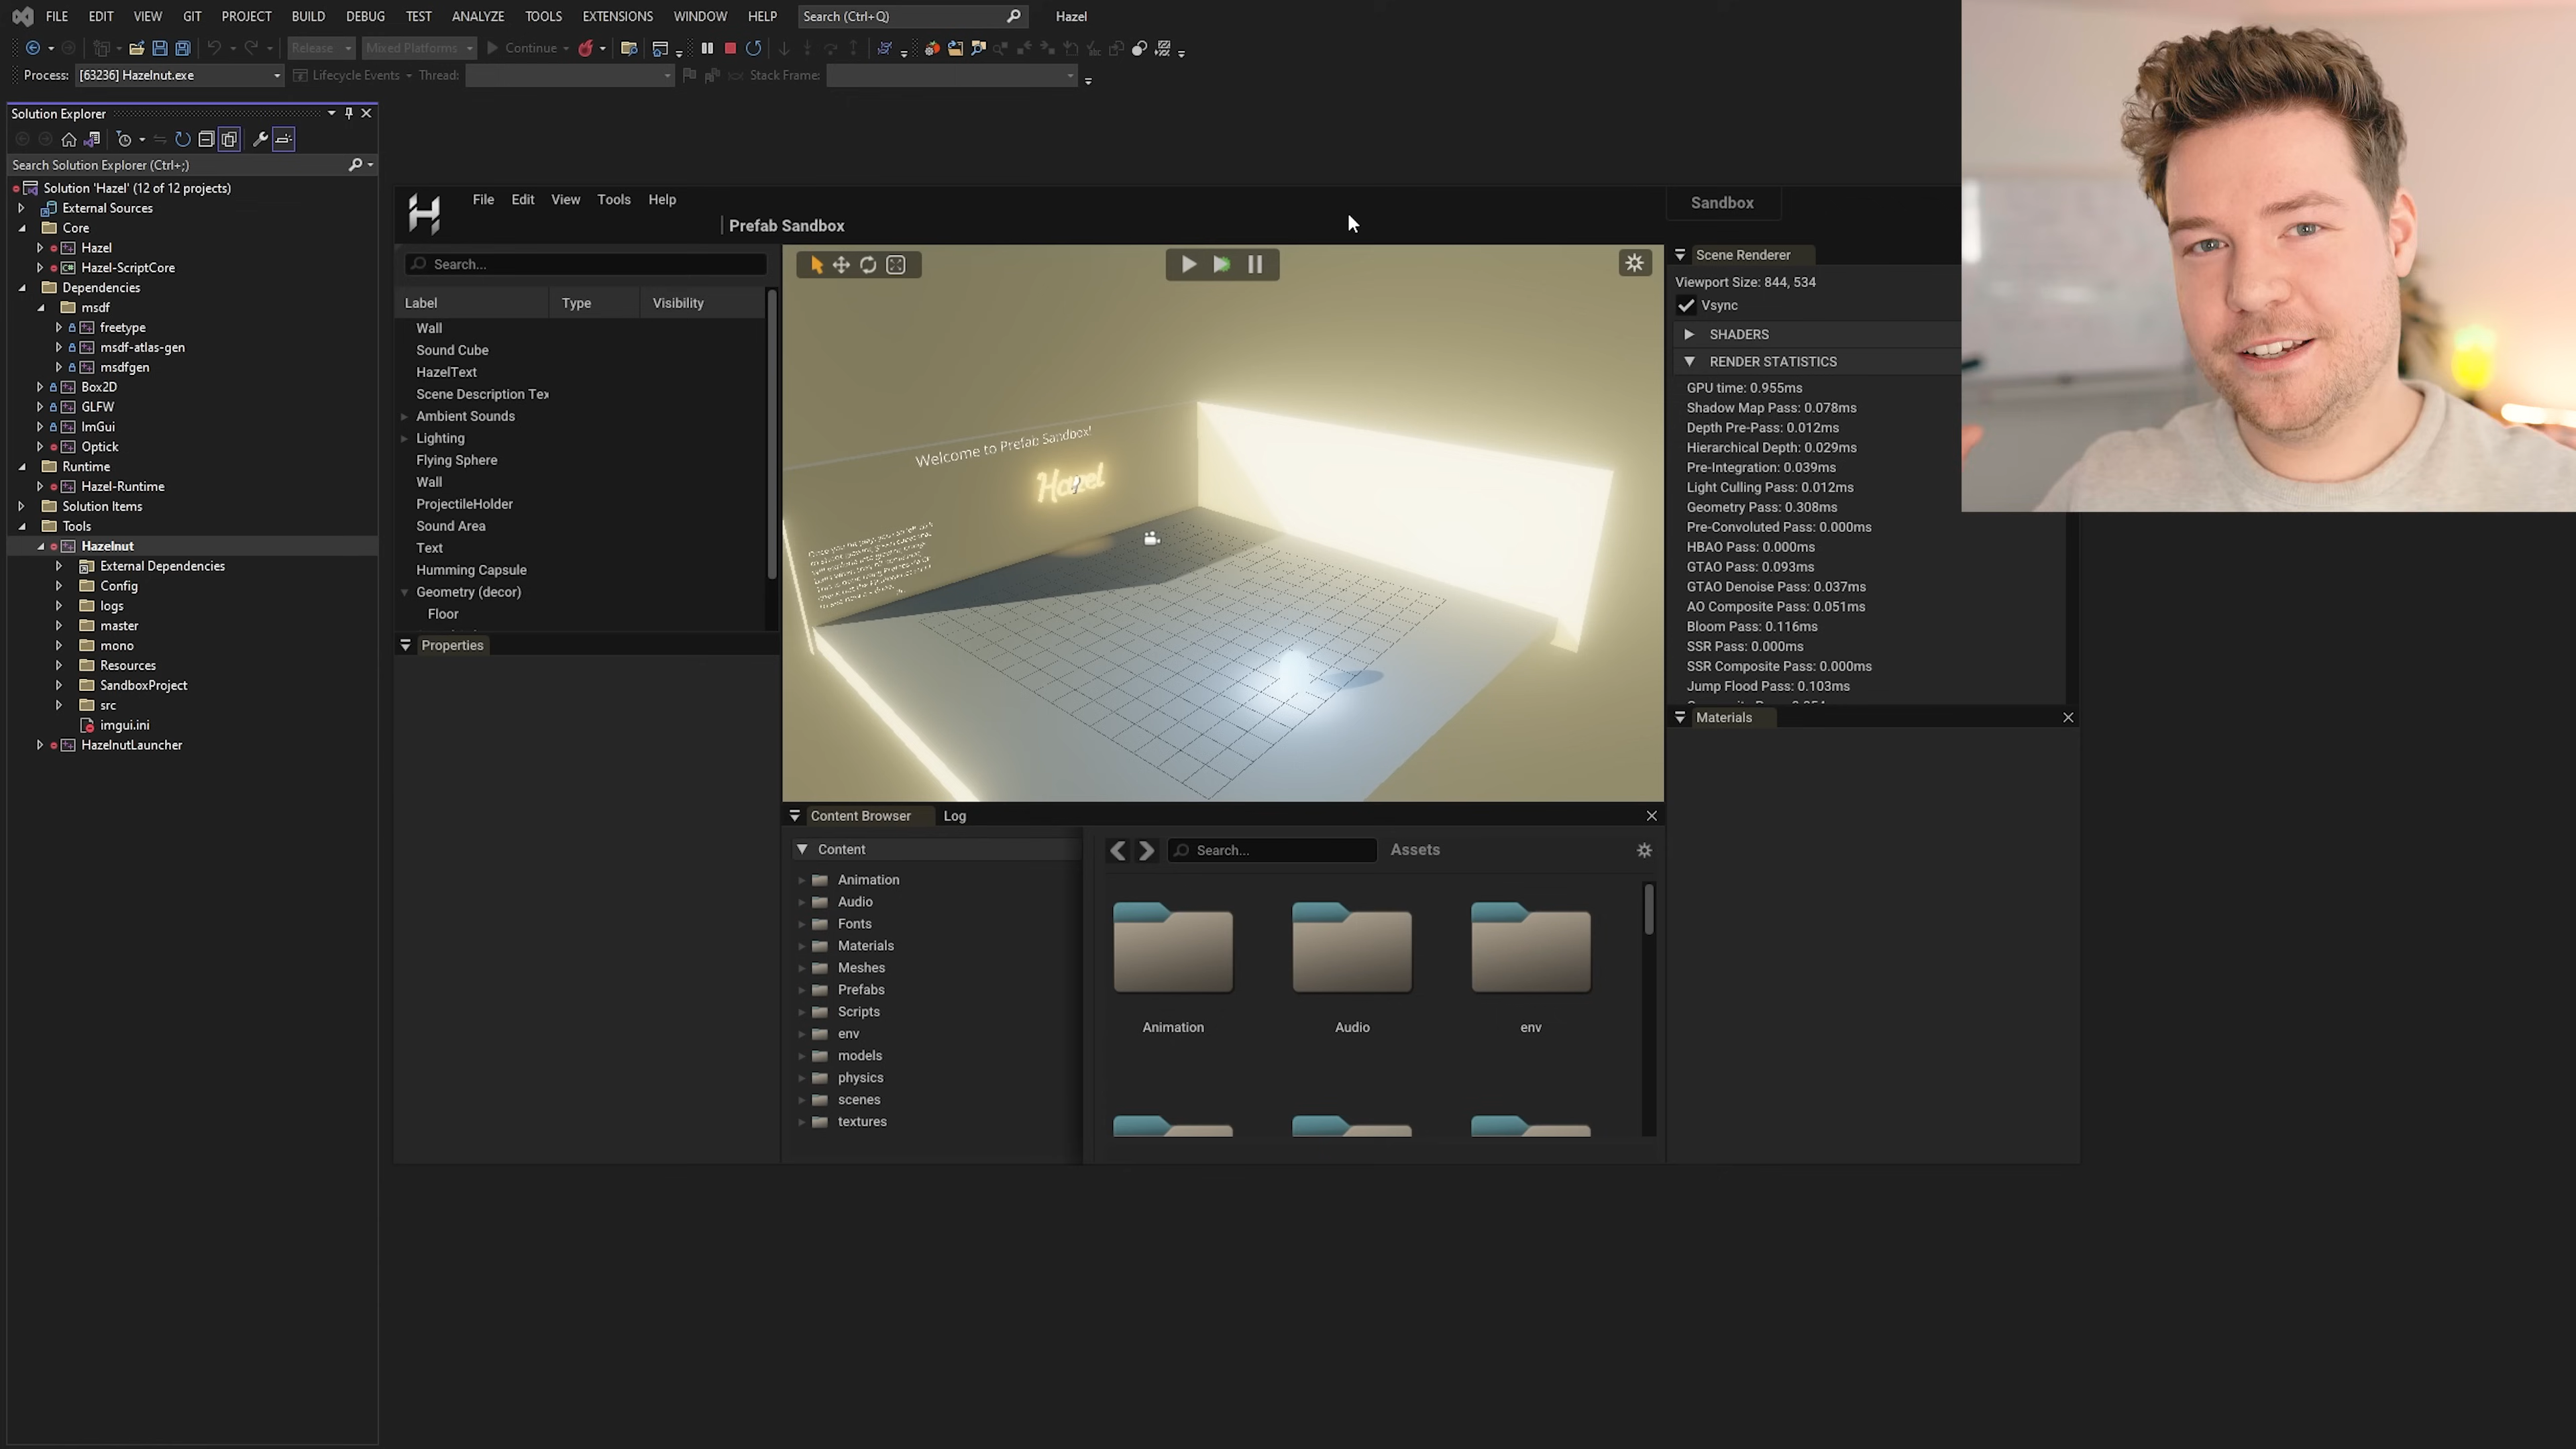 FILE EDIT VIEW GIT PROJECT BUILD DEBUG TEST ANALYZE TOOLS EXTENSIONS WINDOW HELP Search (Ctrl+Q) Hazel
Release Mixed Platforms Continue
Process: [63236] Hazelnut.exe Lifecycle Events Thread: Stack Frame:
Solution Explorer
Search Solution Explorer (Ctrl+;)
Solution 'Hazel' (12 of 12 projects)
External Sources
Core
Hazel
Hazel-ScriptCore
Dependencies
msdf
freetype
msdf-atlas-gen
msdfgen
Box2D
GLFW
ImGui
Optick
Runtime
Hazel-Runtime
Solution Items
Tools
Hazelnut
External Dependencies
Config
logs
master
mono
Resources
SandboxProject
src
imgui.ini
HazelnutLauncher
File Edit View Tools Help
Prefab Sandbox
Sandbox
Search...
Label Type Visibility
Wall
Sound Cube
HazelText
Scene Description Tex
Ambient Sounds
Lighting
Flying Sphere
Wall
ProjectileHolder
Sound Area
Text
Humming Capsule
Geometry (decor)
Floor
Properties
Welcome to Prefab Sandbox!
Hazel
Scene Renderer
Viewport Size: 844, 534
Vsync
SHADERS
RENDER STATISTICS
GPU time: 0.955ms
Shadow Map Pass: 0.078ms
Depth Pre-Pass: 0.012ms
Hierarchical Depth: 0.029ms
Pre-Integration: 0.039ms
Light Culling Pass: 0.012ms
Geometry Pass: 0.308ms
Pre-Convoluted Pass: 0.000ms
HBAO Pass: 0.000ms
GTAO Pass: 0.093ms
GTAO Denoise Pass: 0.037ms
AO Composite Pass: 0.051ms
Bloom Pass: 0.116ms
SSR Pass: 0.000ms
SSR Composite Pass: 0.000ms
Jump Flood Pass: 0.103ms
Materials
Content Browser Log
Content
Animation
Audio
Fonts
Materials
Meshes
Prefabs
Scripts
env
models
physics
scenes
textures
Search... Assets
Animation Audio env